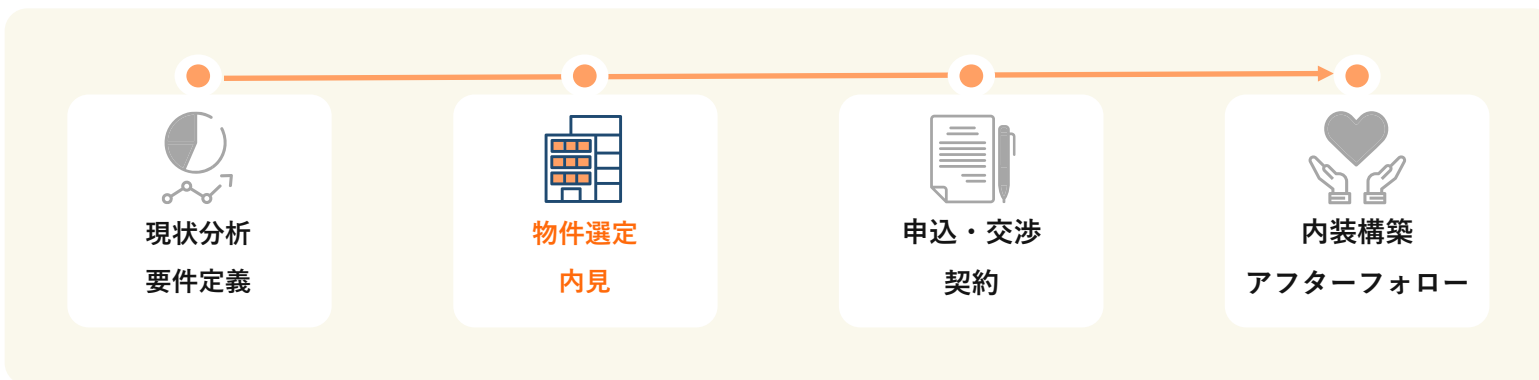 現状分析
要件定義
物件選定
内見
申込・交渉
契約
内装構築
アフターフォロー